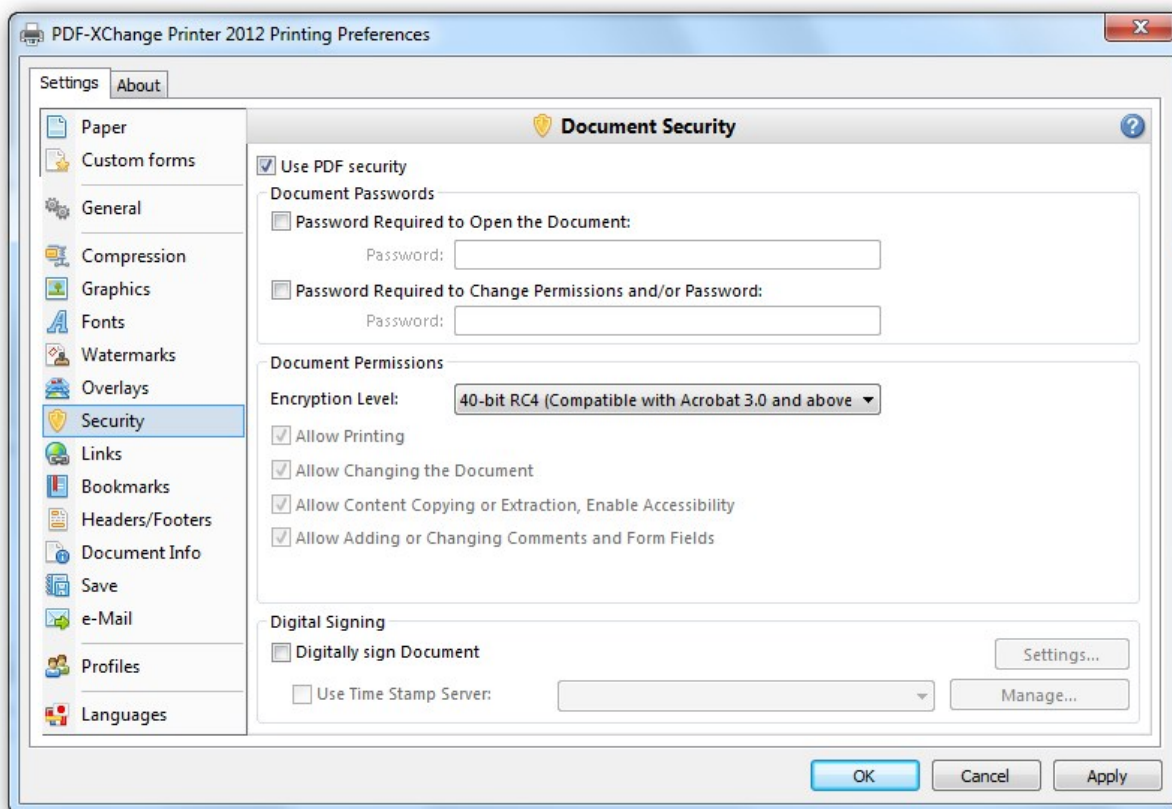 PDF-XChange Printer 2012 Printing Preferences
Settings About
Paper
Custom forms
General
Compression
Graphics
Fonts
Watermarks
Overlays
Security
Links
Bookmarks
Headers/Footers
Document Info
Save
e-Mail
Profiles
Languages
Document Security
Use PDF security
Document Passwords
Password Required to Open the Document:
Password:
Password Required to Change Permissions and/or Password:
Password:
Document Permissions
Encryption Level: 40-bit RC4 (Compatible with Acrobat 3.0 and above
Allow Printing
Allow Changing the Document
Allow Content Copying or Extraction, Enable Accessibility
Allow Adding or Changing Comments and Form Fields
Digital Signing
Digitally sign Document Settings...
Use Time Stamp Server: Manage...
OK Cancel Apply